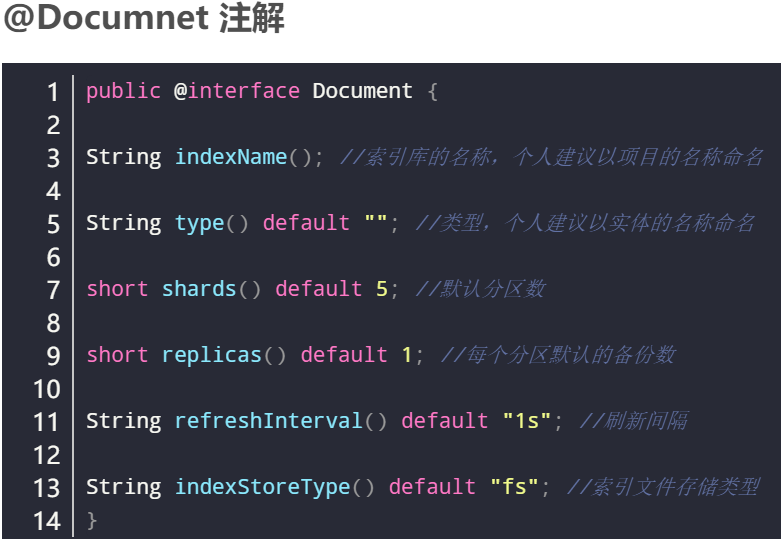 @Documnet 注解
1 public @interface Document {
2
3 String indexName(); //索引库的名称，个人建议以项目的名称命名
4
5 String type() default ""; //类型，个人建议以实体的名称命名
6
7 short shards() default 5; //默认分区数
8
9 short replicas() default 1; //每个分区默认的备份数
10
11 String refreshInterval() default "1s"; //刷新间隔
12
13 String indexStoreType() default "fs"; //索引文件存储类型
14 }